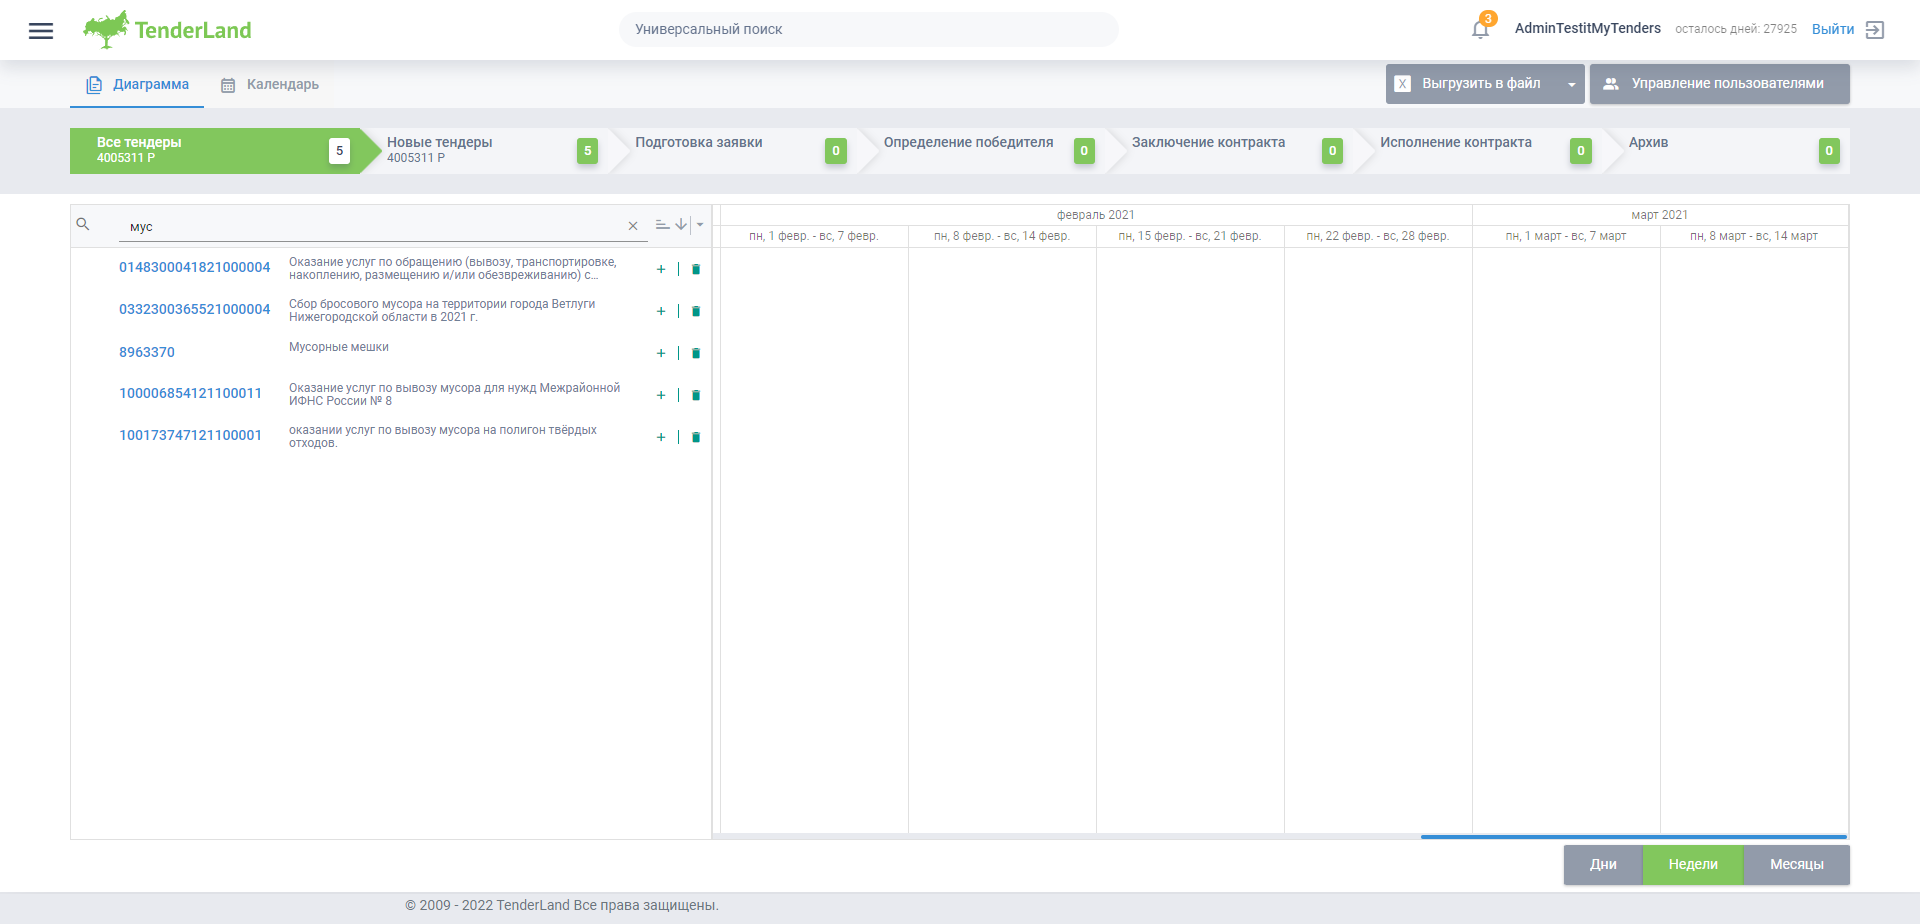 TenderLand
Универсальный поиск
3
AdminTestitMyTenders
осталось дней: 27925
Выйти
Диаграмма
Календарь
X
Выгрузить в файл
Управление пользователями
Все тендеры
4005311 Р
5
Новые тендеры
4005311 Р
5
Подготовка заявки
0
Определение победителя
0
Заключение контракта
0
Исполнение контракта
0
Архив
0
мус
февраль 2021
март 2021
пн, 1 февр. - вс, 7 февр.
пн, 8 февр. - вс, 14 февр.
пн, 15 февр. - вс, 21 февр.
пн, 22 февр. - вс, 28 февр.
пн, 1 март - вс, 7 март
пн, 8 март - вс, 14 март
0148300041821000004
Оказание услуг по обращению (вывозу, транспортировке,
накоплению, размещению и/или обезвреживанию) с...
0332300365521000004
Сбор бросового мусора на территории города Ветлуги
Нижегородской области в 2021 г.
8963370
Мусорные мешки
100006854121100011
Оказание услуг по вывозу мусора для нужд Межрайонной
ИФНС России № 8
100173747121100001
оказании услуг по вывозу мусора на полигон твёрдых
отходов.
Дни
Недели
Месяцы
© 2009 - 2022 TenderLand Все права защищены.